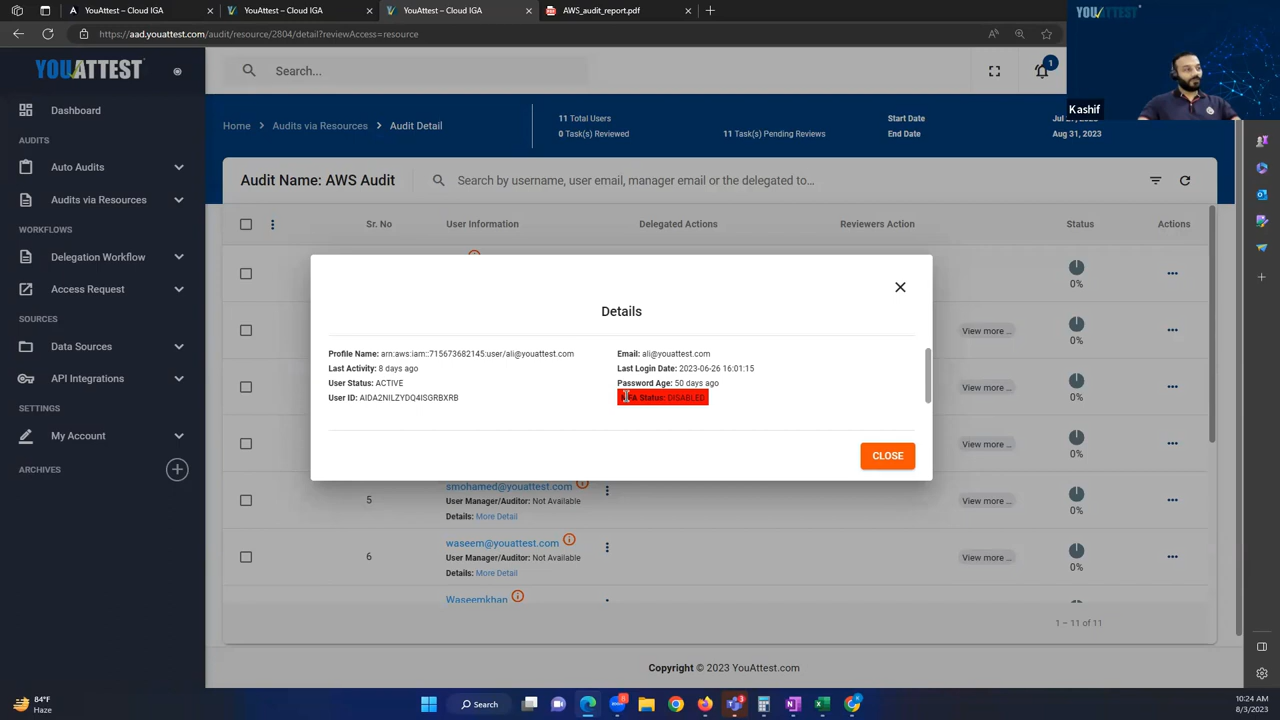 YouAttest – Cloud IGA
YouAttest – Cloud IGA
YouAttest – Cloud IGA
AWS_audit_report.pdf
https://aad.youattest.com/audit/resource/2804/detail?reviewAccess=resource
YOUATTEST
YOUATTEST
Search...
1
Kashif
Dashboard
AUDITS
Auto Audits
Audits via Resources
WORKFLOWS
Delegation Workflow
Access Request
SOURCES
Data Sources
API Integrations
SETTINGS
My Account
ARCHIVES
Home > Audits via Resources > Audit Detail
11 Total Users
0 Task(s) Reviewed
11 Task(s) Pending Reviews
Start Date
End Date
Aug 31, 2023
Audit Name: AWS Audit
Search by username, user email, manager email or the delegated to...
Sr. No User Information Delegated Actions Reviewers Action Status Actions
0%
View more ...
0%
View more ...
0%
View more ...
0%
Details
Profile Name: arn:aws:iam::715673682145:user/ali@youattest.com
Email: ali@youattest.com
Last Activity: 8 days ago
Last Login Date: 2023-06-26 16:01:15
User Status: ACTIVE
Password Age: 50 days ago
User ID: AIDA2NILZYDQ4ISGRBXRB
Status: DISABLED
CLOSE
5
smohamed@youattest.com
User Manager/Auditor: Not Available
Details: More Detail
View more ...
0%
6
waseem@youattest.com
User Manager/Auditor: Not Available
Details: More Detail
View more ...
0%
Waseemkhan
1 – 11 of 11
Copyright © 2023 YouAttest.com
84°F
Haze
Search
10:24 AM
8/3/2023